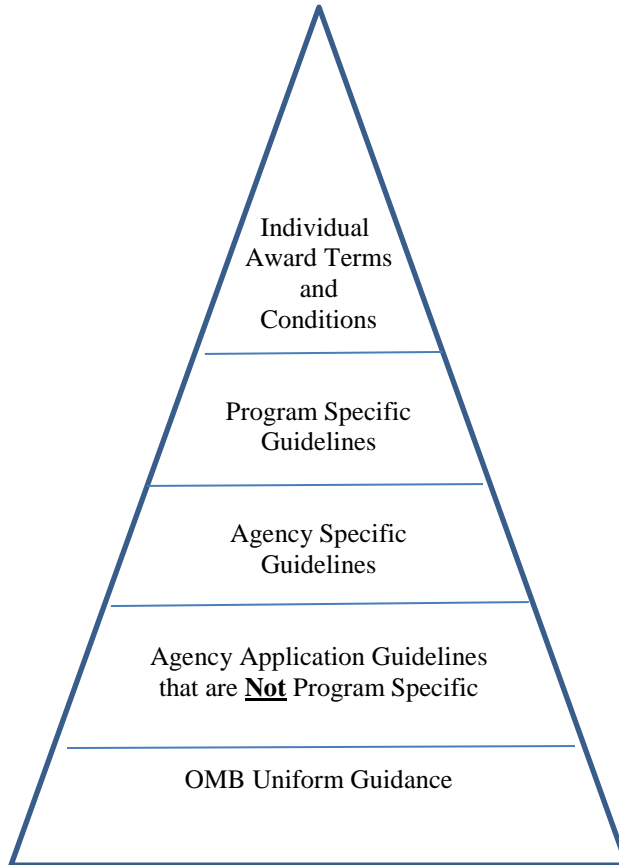 Individual
Award Terms
and
Conditions
Program Specific
Guidelines
Agency Specific
Guidelines
Agency Application Guidelines
that are Not Program Specific
OMB Uniform Guidance